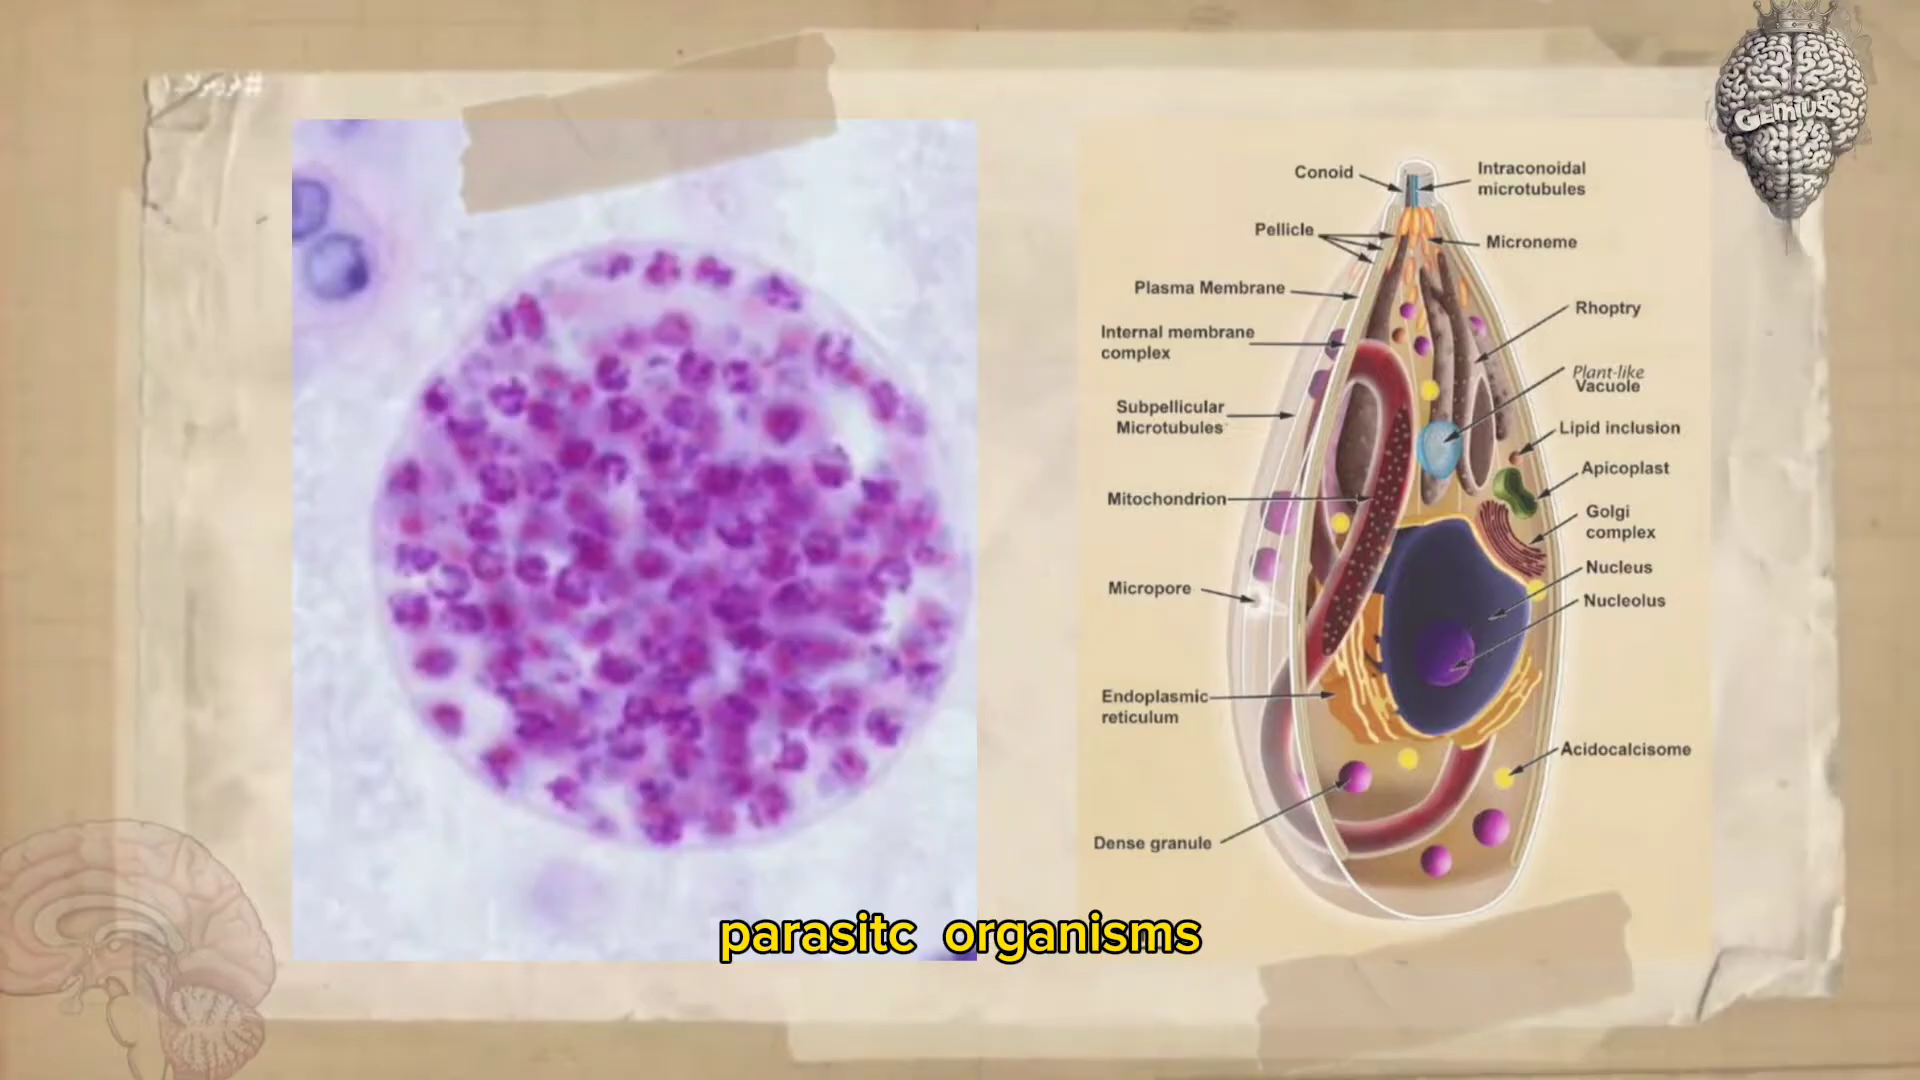 GENIUSS
Conoid
Intraconoidal
microtubules
Pellicle
Microneme
Plasma Membrane
Rhoptry
Internal membrane
complex
Plant-like
Vacuole
Subpellicular
Microtubules
Lipid inclusion
Apicoplast
Mitochondrion
Golgi
complex
Nucleus
Micropore
Nucleolus
Endoplasmic
reticulum
Acidocalcisome
Dense granule
parasitc organisms